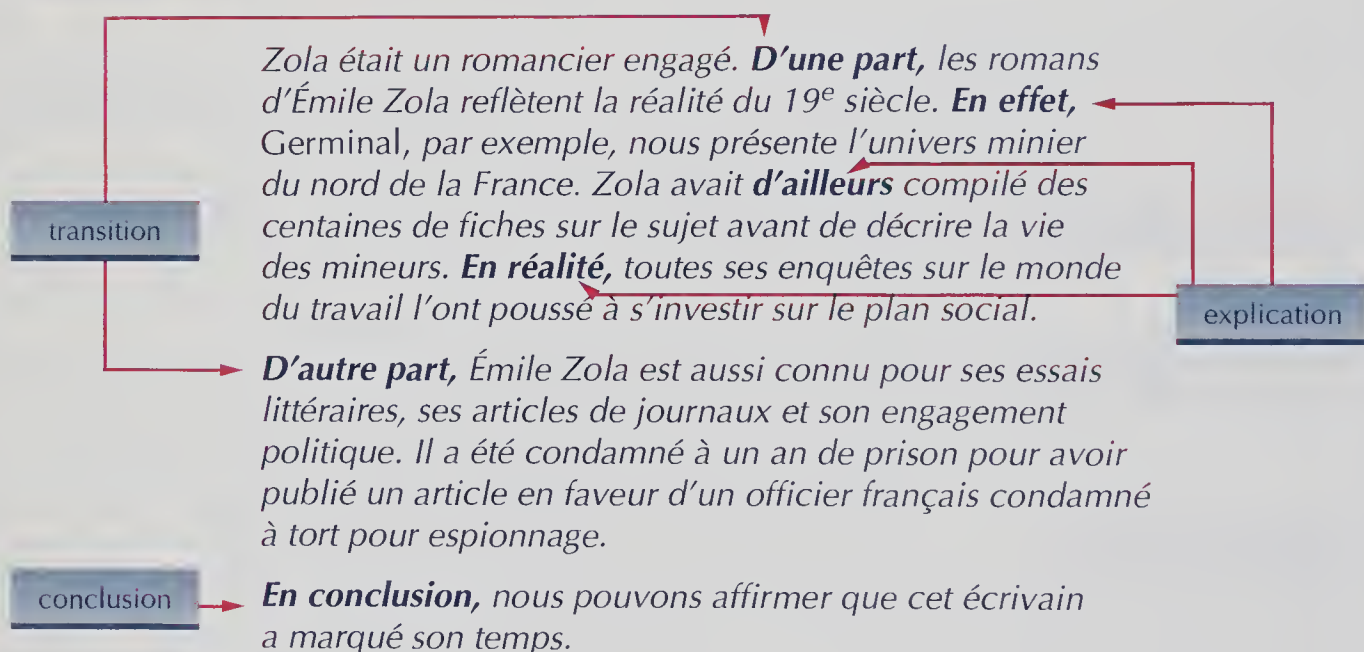 Zola était un romancier engagé. D'une part, les romans
d'Émile Zola reflètent la réalité du 19e siècle. En effet,
Germinal, par exemple, nous présente l'univers minier
du nord de la France. Zola avait d'ailleurs compilé des
transition
centaines de fiches sur le sujet avant de décrire la vie
des mineurs. En réalité, toutes ses enquêtes sur le monde
du travail l'ont poussé à s'investir sur le plan social.
explication
D'autre part, Émile Zola est aussi connu pour ses essais
littéraires, ses articles de journaux et son engagement
politique. Il a été condamné à un an de prison pour avoir
publié un article en faveur d'un officier français condamné
à tort pour espionnage.
conclusion
En conclusion, nous pouvons affirmer que cet écrivain
a marqué son temps.